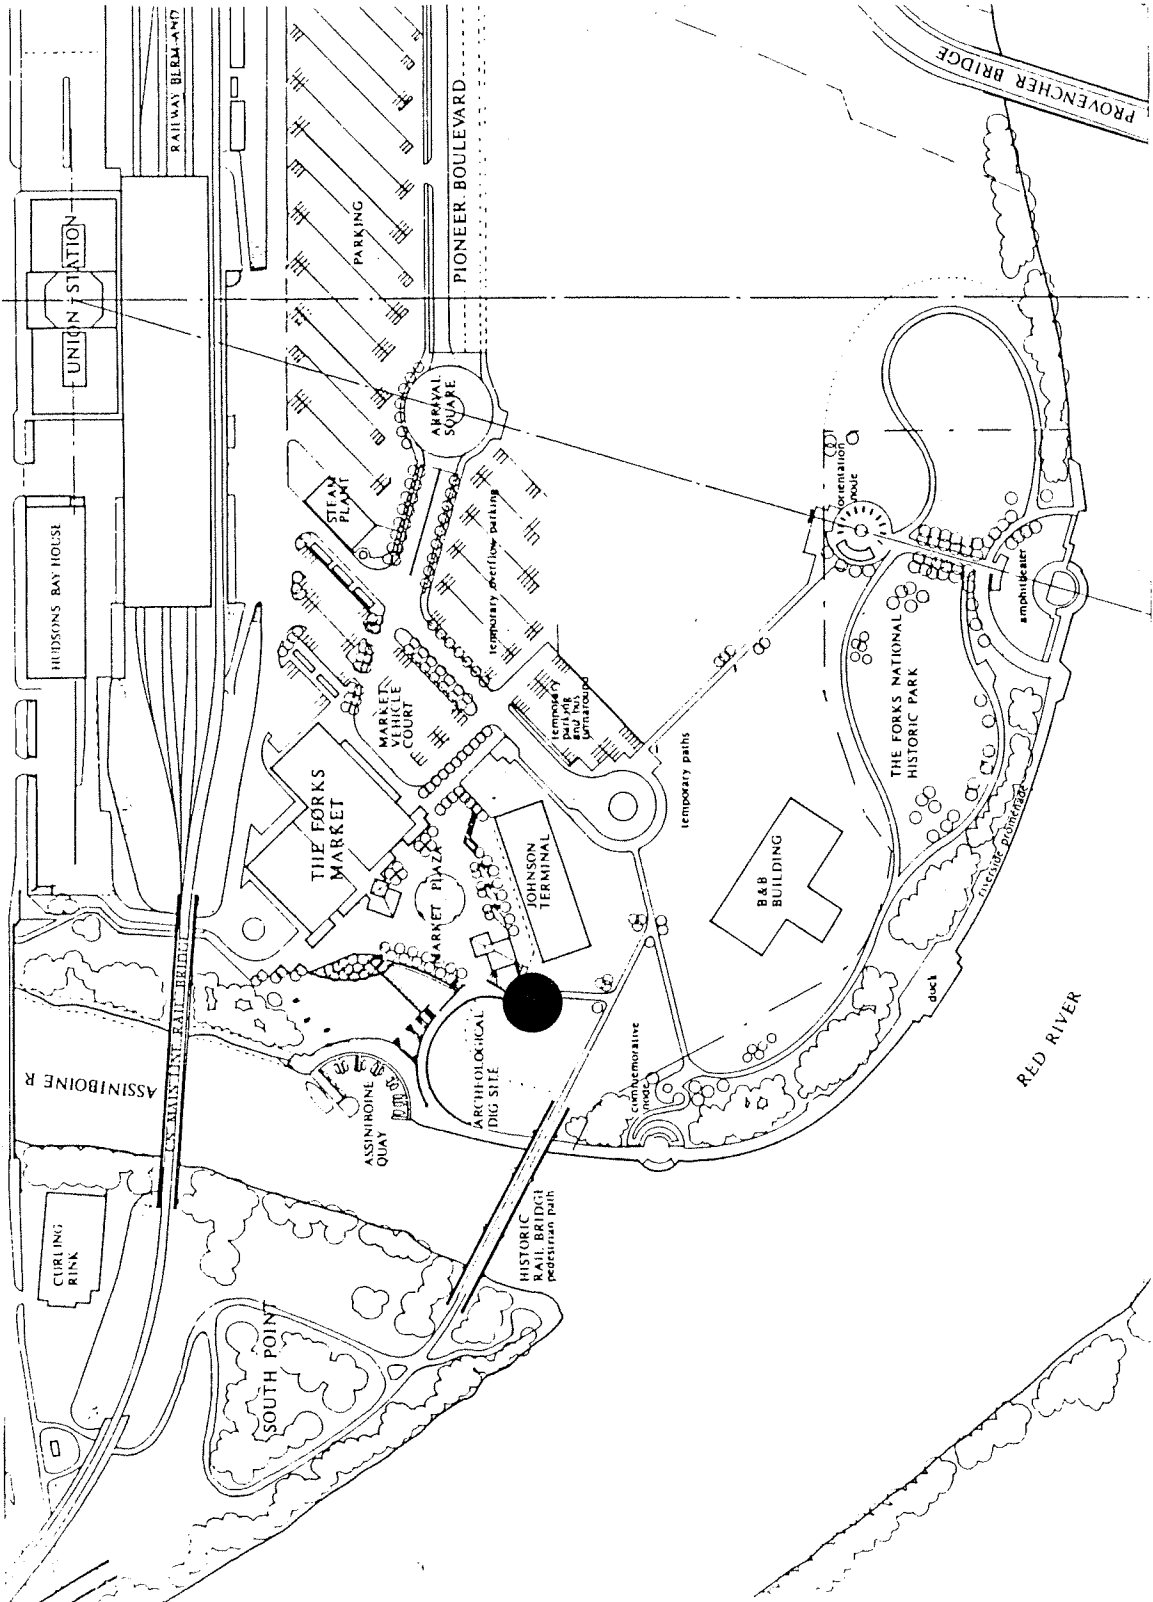 RAILWAY BERM AND
PARKING
PIONEER BOULEVARD
PROVENCHER BRIDGE
UNION STATION
ARRIVAL
SQUARE
STEAM
PLANT
HUDSONS BAY HOUSE
temporary overflow parking
orientation
node
amphitheater
MARKET
VEHICLE
COURT
temporary
parking
and bus
turnaround
THE FORKS NATIONAL
HISTORIC PARK
THE FORKS
MARKET
temporary paths
riverside promenade
MARKET PLAZA
JOHNSON
TERMINAL
B&B
BUILDING
dock
RED RIVER
ASSINIBOINE R
CN MAIN LINE RAIL BRIDGE
ASSINIBOINE
QUAY
ARCHEOLOGICAL
DIG SITE
commemorative
node
CURLING
RINK
HISTORIC
RAIL BRIDGE
pedestrian path
SOUTH POINT